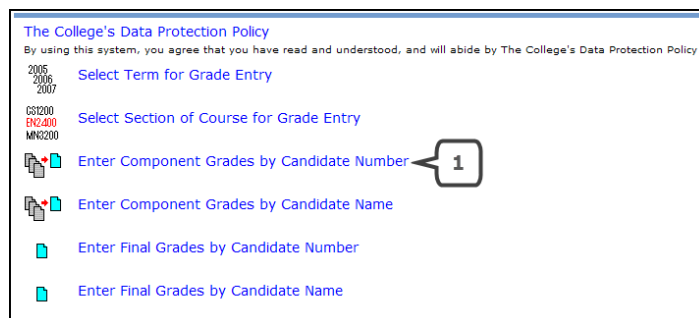 The College's Data Protection Policy
By using this system, you agree that you have read and understood, and will abide by The College's Data Protection Policy
2005
2006
2007
Select Term for Grade Entry
CS1200
EN2400
MN3200
Select Section of Course for Grade Entry
Enter Component Grades by Candidate Number
1
Enter Component Grades by Candidate Name
Enter Final Grades by Candidate Number
Enter Final Grades by Candidate Name